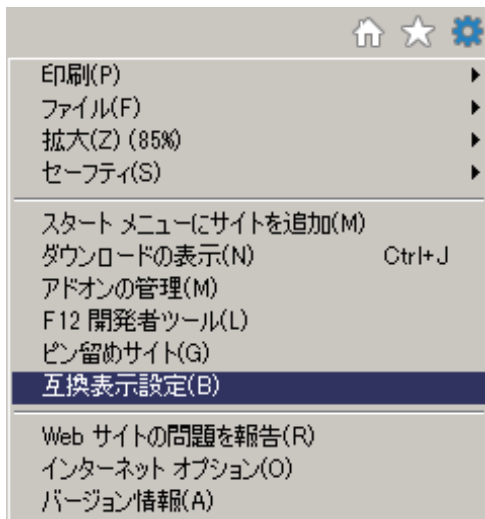 印刷(P)
ファイル(F)
拡大(Z) (85%)
セーフティ(S)
スタート メニューにサイトを追加(M)
ダウンロードの表示(N) Ctrl+J
アドオンの管理(M)
F12 開発者ツール(L)
ピン留めサイト(G)
互換表示設定(B)
Web サイトの問題を報告(R)
インターネット オプション(O)
バージョン情報(A)